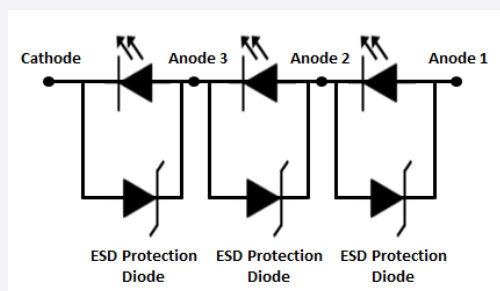 Cathode Anode 3 Anode 2 Anode 1
ESD Protection ESD Protection ESD Protection
Diode Diode Diode